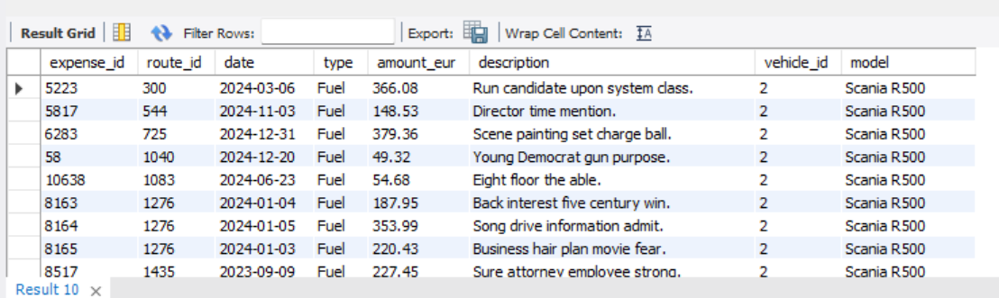 Result Grid Filter Rows: Export: Wrap Cell Content: IA
expense_id route_id date type amount_eur description vehicle_id model
5223 300 2024-03-06 Fuel 366.08 Run candidate upon system class. 2 Scania R500
5817 544 2024-11-03 Fuel 148.53 Director time mention. 2 Scania R500
6283 725 2024-12-31 Fuel 379.36 Scene painting set charge ball. 2 Scania R500
58 1040 2024-12-20 Fuel 49.32 Young Democrat gun purpose. 2 Scania R500
10638 1083 2024-06-23 Fuel 54.68 Eight floor the able. 2 Scania R500
8163 1276 2024-01-04 Fuel 187.95 Back interest five century win. 2 Scania R500
8164 1276 2024-01-05 Fuel 353.99 Song drive information admit. 2 Scania R500
8165 1276 2024-01-03 Fuel 220.43 Business hair plan movie fear. 2 Scania R500
8517 1435 2023-09-09 Fuel 227.45 Sure attorney employee strong. 2 Scania R500
Result 10